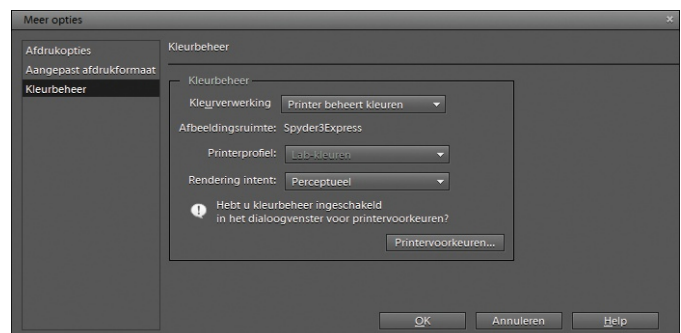 Meer opties
Afdrukopties
Aangepast afdrukformaat
Kleurbeheer
Kleurbeheer
Kleurbeheer
Kleurverwerking Printer beheert kleuren
Afbeeldingsruimte: Spyder3Express
Printerprofiel: Lab-kleuren
Rendering intent: Perceptueel
Hebt u kleurbeheer ingeschakeld
in het dialoogvenster voor printervoorkeuren?
Printervoorkeuren...
OK Annuleren Help